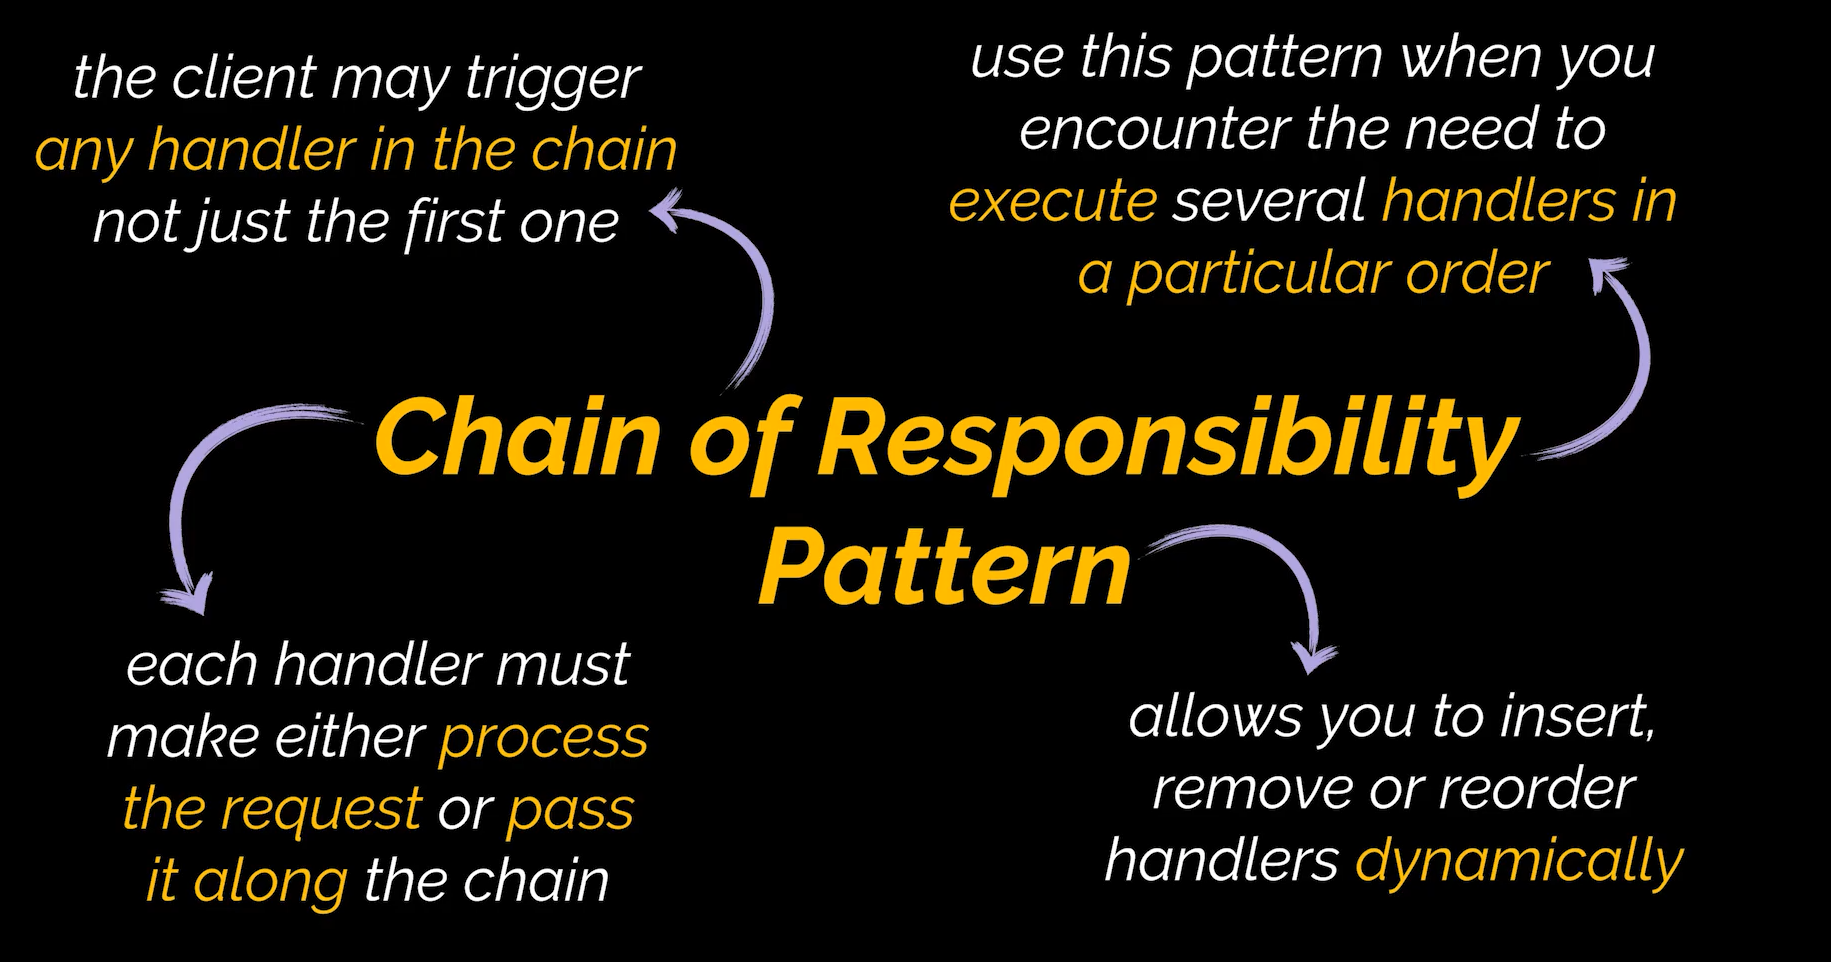 the client may trigger
any handler in the chain
not just the first one
use this pattern when you
encounter the need to
execute several handlers in
a particular order
Chain of Responsibility
Pattern
each handler must
make either process
the request or pass
it along the chain
allows you to insert,
remove or reorder
handlers dynamically